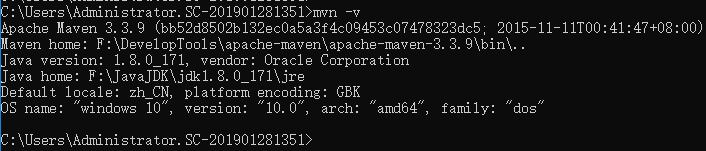 C:\Users\Administrator.SC-201901281351>mvn -v
Apache Maven 3.3.9 (bb52d8502b132ec0a5a3f4c09453c07478323dc5; 2015-11-11T00:41:47+08:00)
Maven home: F:\DevelopTools\apache-maven\apache-maven-3.3.9\bin\..
Java version: 1.8.0_171, vendor: Oracle Corporation
Java home: F:\JavaJDK\jdk1.8.0_171\jre
Default locale: zh_CN, platform encoding: GBK
OS name: "windows 10", version: "10.0", arch: "amd64", family: "dos"
C:\Users\Administrator.SC-201901281351>